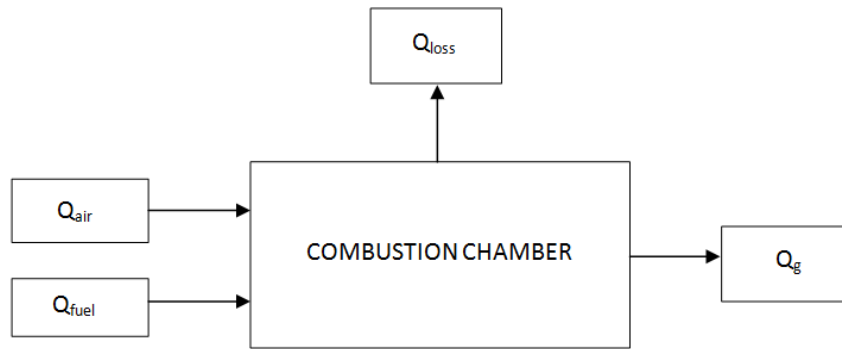 Qloss
Qair
COMBUSTION CHAMBER
Qg
Qfuel